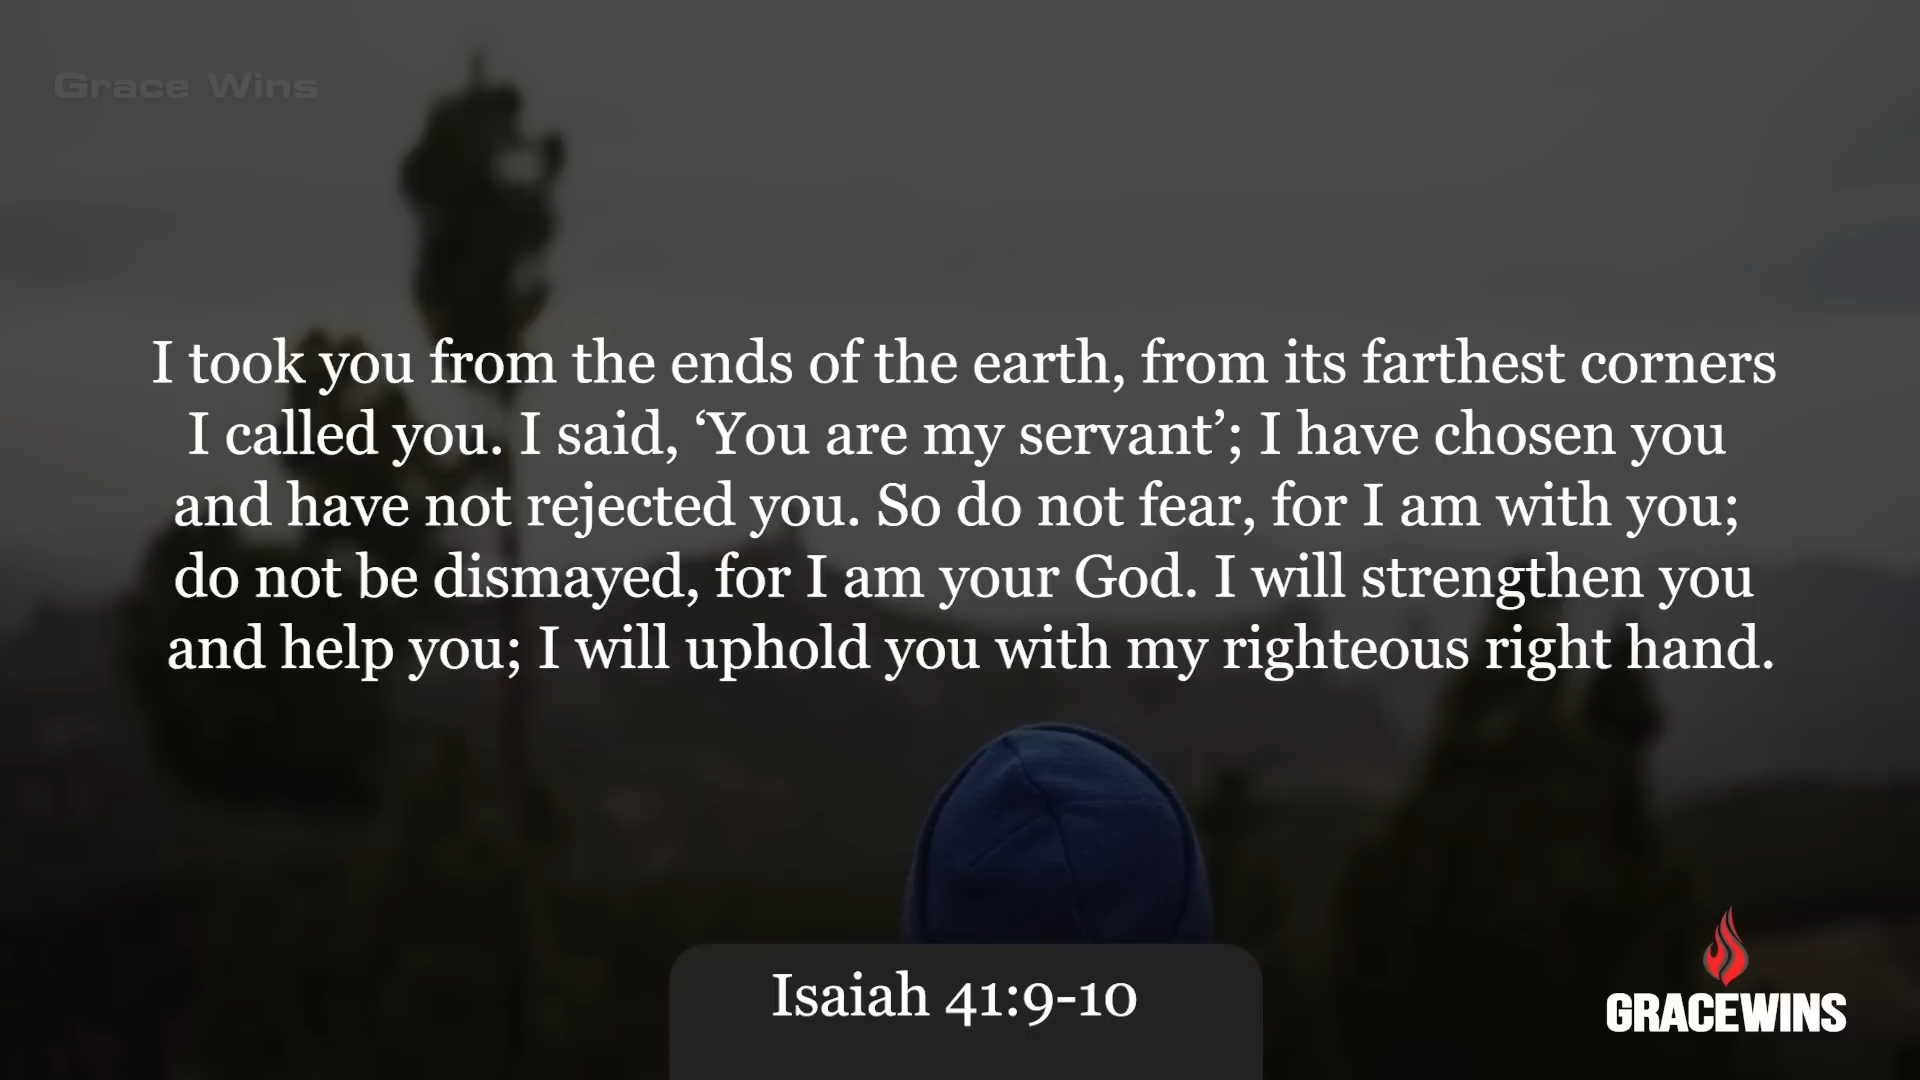 Grace Wins
I took you from the ends of the earth, from its farthest corners
I called you. I said, ‘You are my servant’; I have chosen you
and have not rejected you. So do not fear, for I am with you;
do not be dismayed, for I am your God. I will strengthen you
and help you; I will uphold you with my righteous right hand.
Isaiah 41:9-10
GRACEWINS